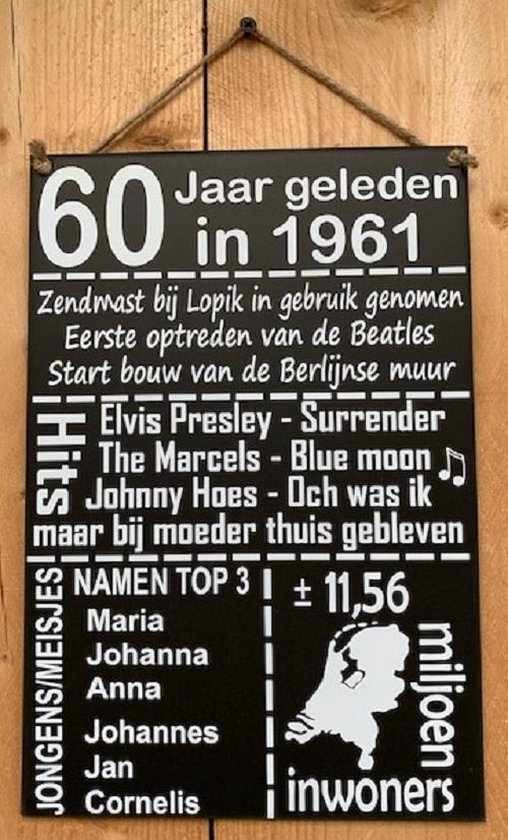 60 Jaar geleden
in 1961
Zendmast bij Lopik in gebruik genomen
Eerste optreden van de Beatles
Start bouw van de Berlijnse muur
Hits
Elvis Presley - Surrender
The Marcels - Blue moon
Johnny Hoes - Och was ik
maar bij moeder thuis gebleven
JONGENS/MEISJES
NAMEN TOP 3
Maria
Johanna
Anna
Johannes
Jan
Cornelis
± 11,56
miljoen
inwoners